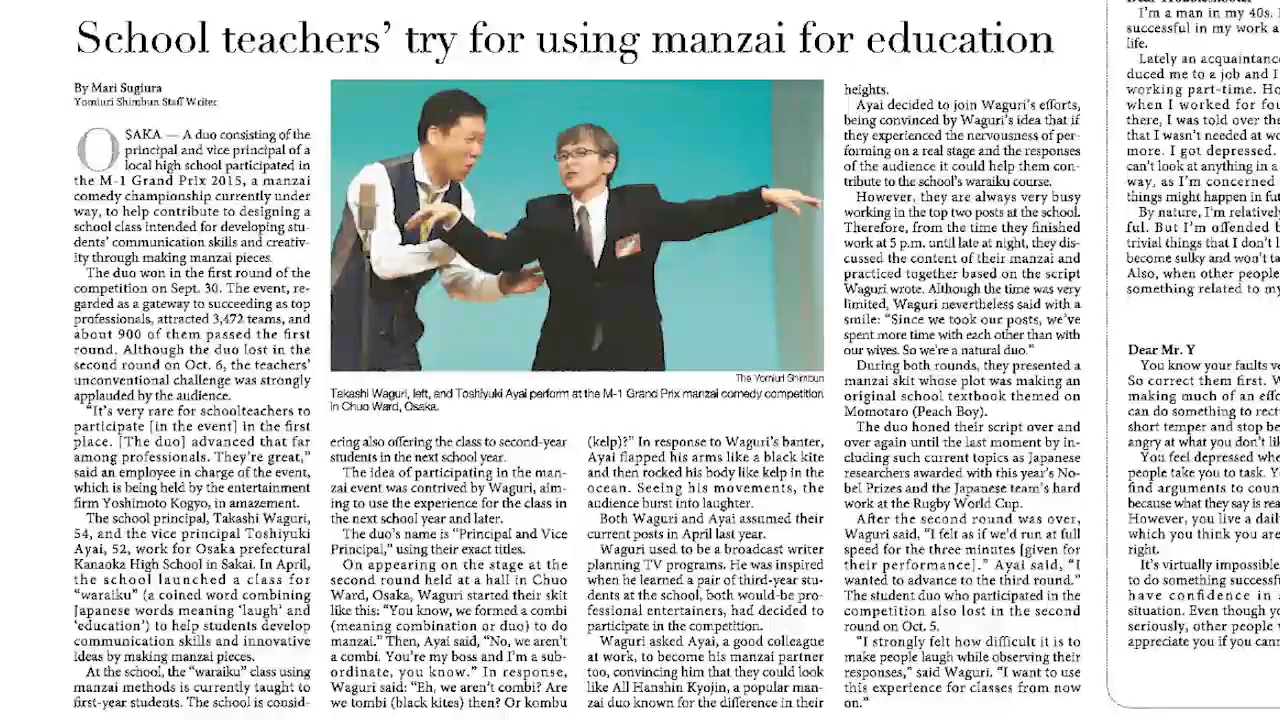 School teachers' try for using manzai for education
By Mari Sugiura
Yomiuri Shimbun Staff Writer
OSAKA — A duo consisting of the
principal and vice principal of a
local high school participated in
the M-1 Grand Prix 2015, a manzai
comedy championship currently under
way, to help contribute to designing a
school class intended for developing stu-
dents' communication skills and creativ-
ity through making manzai pieces.
The duo won in the first round of the
competition on Sept. 30. The event, re-
garded as a gateway to succeeding as top
professionals, attracted 3,472 teams, and
about 900 of them passed the first
round. Although the duo lost in the
second round on Oct. 6, the teachers'
unconventional challenge was strongly
applauded by the audience.
"It's very rare for schoolteachers to
participate [in the event] in the first
place. [The duo] advanced that far
among professionals. They're great,"
said an employee in charge of the event,
which is being held by the entertainment
firm Yoshimoto Kogyo, in amazement.
The school principal, Takashi Waguri,
54, and the vice principal Toshiyuki
Ayai, 52, work for Osaka prefectural
Kanaoka High School in Sakai. In April,
the school launched a class for
"waraiku" (a coined word combining
Japanese words meaning 'laugh' and
'education') to help students develop
communication skills and innovative
ideas by making manzai pieces.
At the school, the "waraiku" class using
manzai methods is currently taught to
first-year students. The school is consid-
The Yomiuri Shimbun
Takashi Waguri, left, and Toshiyuki Ayai perform at the M-1 Grand Prix manzai comedy competition
in Chuo Ward, Osaka.
ering also offering the class to second-year
students in the next school year.
The idea of participating in the man-
zai event was contrived by Waguri, aim-
ing to use the experience for the class in
the next school year and later.
The duo's name is "Principal and Vice
Principal," using their exact titles.
On appearing on the stage at the
second round held at a hall in Chuo
Ward, Osaka, Waguri started their skit
like this: "You know, we formed a combi
(meaning combination or duo) to do
manzai." Then, Ayai said, "No, we aren't
a combi. You're my boss and I'm a sub-
ordinate, you know." In response,
Waguri said: "Eh, we aren't combi? Are
we tombi (black kites) then? Or kombu
(kelp)?" In response to Waguri's banter,
Ayai flapped his arms like a black kite
and then rocked his body like kelp in the
ocean. Seeing his movements, the
audience burst into laughter.
Both Waguri and Ayai assumed their
current posts in April last year.
Waguri used to be a broadcast writer
planning TV programs. He was inspired
when he learned a pair of third-year stu-
dents at the school, both would-be pro-
fessional entertainers, had decided to
participate in the competition.
Waguri asked Ayai, a good colleague
at work, to become his manzai partner
too, convincing him that they could look
like All Hanshin Kyojin, a popular man-
zai duo known for the difference in their
heights.
Ayai decided to join Waguri's efforts,
being convinced by Waguri's idea that if
they experienced the nervousness of per-
forming on a real stage and the responses
of the audience it could help them con-
tribute to the school's waraiku course.
However, they are always very busy
working in the top two posts at the school.
Therefore, from the time they finished
work at 5 p.m. until late at night, they dis-
cussed the content of their manzai and
practiced together based on the script
Waguri wrote. Although the time was very
limited, Waguri nevertheless said with a
smile: "Since we took our posts, we've
spent more time with each other than with
our wives. So we're a natural duo."
During both rounds, they presented a
manzai skit whose plot was making an
original school textbook themed on
Momotaro (Peach Boy).
The duo honed their script over and
over again until the last moment by in-
cluding such current topics as Japanese
researchers awarded with this year's No-
bel Prizes and the Japanese team's hard
work at the Rugby World Cup.
After the second round was over,
Waguri said, "I felt as if we'd run at full
speed for the three minutes [given for
their performance]." Ayai said, "I
wanted to advance to the third round."
The student duo who participated in the
competition also lost in the second
round on Oct. 5.
"I strongly felt how difficult it is to
make people laugh while observing their
responses," said Waguri. "I want to use
this experience for classes from now
on."
I'm a man in my 40s.
successful in my work a
life.
Lately an acquaintanc
duced me to a job and I
working part-time. Ho
when I worked for fo
there, I was told over the
that I wasn't needed at w
more. I got depressed.
can't look at anything in a
way, as I'm concerned
things might happen in fut
By nature, I'm relativel
ful. But I'm offended b
trivial things that I don't l
become sulky and won't ta
Also, when other people
something related to my
Dear Mr. Y
You know your faults ve
So correct them first. W
making much of an effo
can do something to rect
short temper and stop be
angry at what you don't lik
You feel depressed whe
people take you to task. Y
find arguments to coun
because what they say is rea
However, you live a dail
which you think you are
right.
It's virtually impossible
to do something successf
have confidence in
situation. Even though yo
seriously, other people
appreciate you if you cann